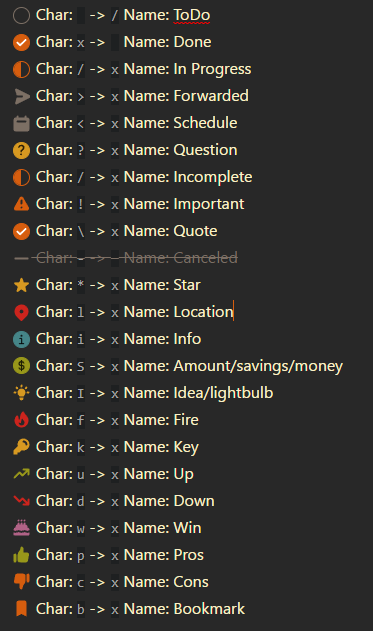 Char:   -> / Name: ToDo
Char: x ->   Name: Done
Char: / -> x Name: In Progress
Char: > -> x Name: Forwarded
Char: < -> x Name: Schedule
Char: ? -> x Name: Question
Char: / -> x Name: Incomplete
Char: ! -> x Name: Important
Char: \ -> x Name: Quote
Char: - -> x Name: Canceled
Char: * -> x Name: Star
Char: l -> x Name: Location
Char: i -> x Name: Info
Char: S -> x Name: Amount/savings/money
Char: I -> x Name: Idea/lightbulb
Char: f -> x Name: Fire
Char: k -> x Name: Key
Char: u -> x Name: Up
Char: d -> x Name: Down
Char: w -> x Name: Win
Char: p -> x Name: Pros
Char: c -> x Name: Cons
Char: b -> x Name: Bookmark